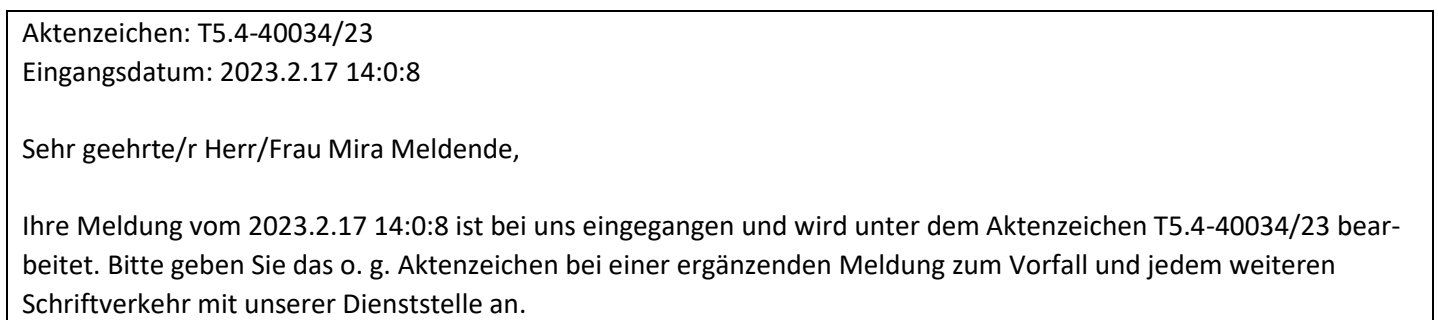 Aktenzeichen: T5.4-40034/23
Eingangsdatum: 2023.2.17 14:0:8
Sehr geehrte/r Herr/Frau Mira Meldende,
Ihre Meldung vom 2023.2.17 14:0:8 ist bei uns eingegangen und wird unter dem Aktenzeichen T5.4-40034/23 bear-
beitet. Bitte geben Sie das o. g. Aktenzeichen bei einer ergänzenden Meldung zum Vorfall und jedem weiteren
Schriftverkehr mit unserer Dienststelle an.